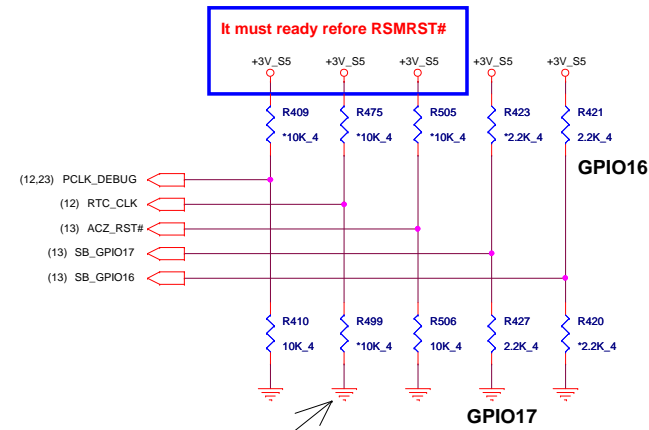 It must ready refore RSMRST#
+3V_S5 +3V_S5 +3V_S5 +3V_S5 +3V_S5
R409 R475 R505 R423 R421
*10K_4 *10K_4 *10K_4 *2.2K_4 2.2K_4
GPIO16
(12,23) PCLK_DEBUG
(12) RTC_CLK
(13) ACZ_RST#
(13) SB_GPIO17
(13) SB_GPIO16
R410 R499 R506 R427 R420
10K_4 *10K_4 10K_4 2.2K_4 *2.2K_4
GPIO17